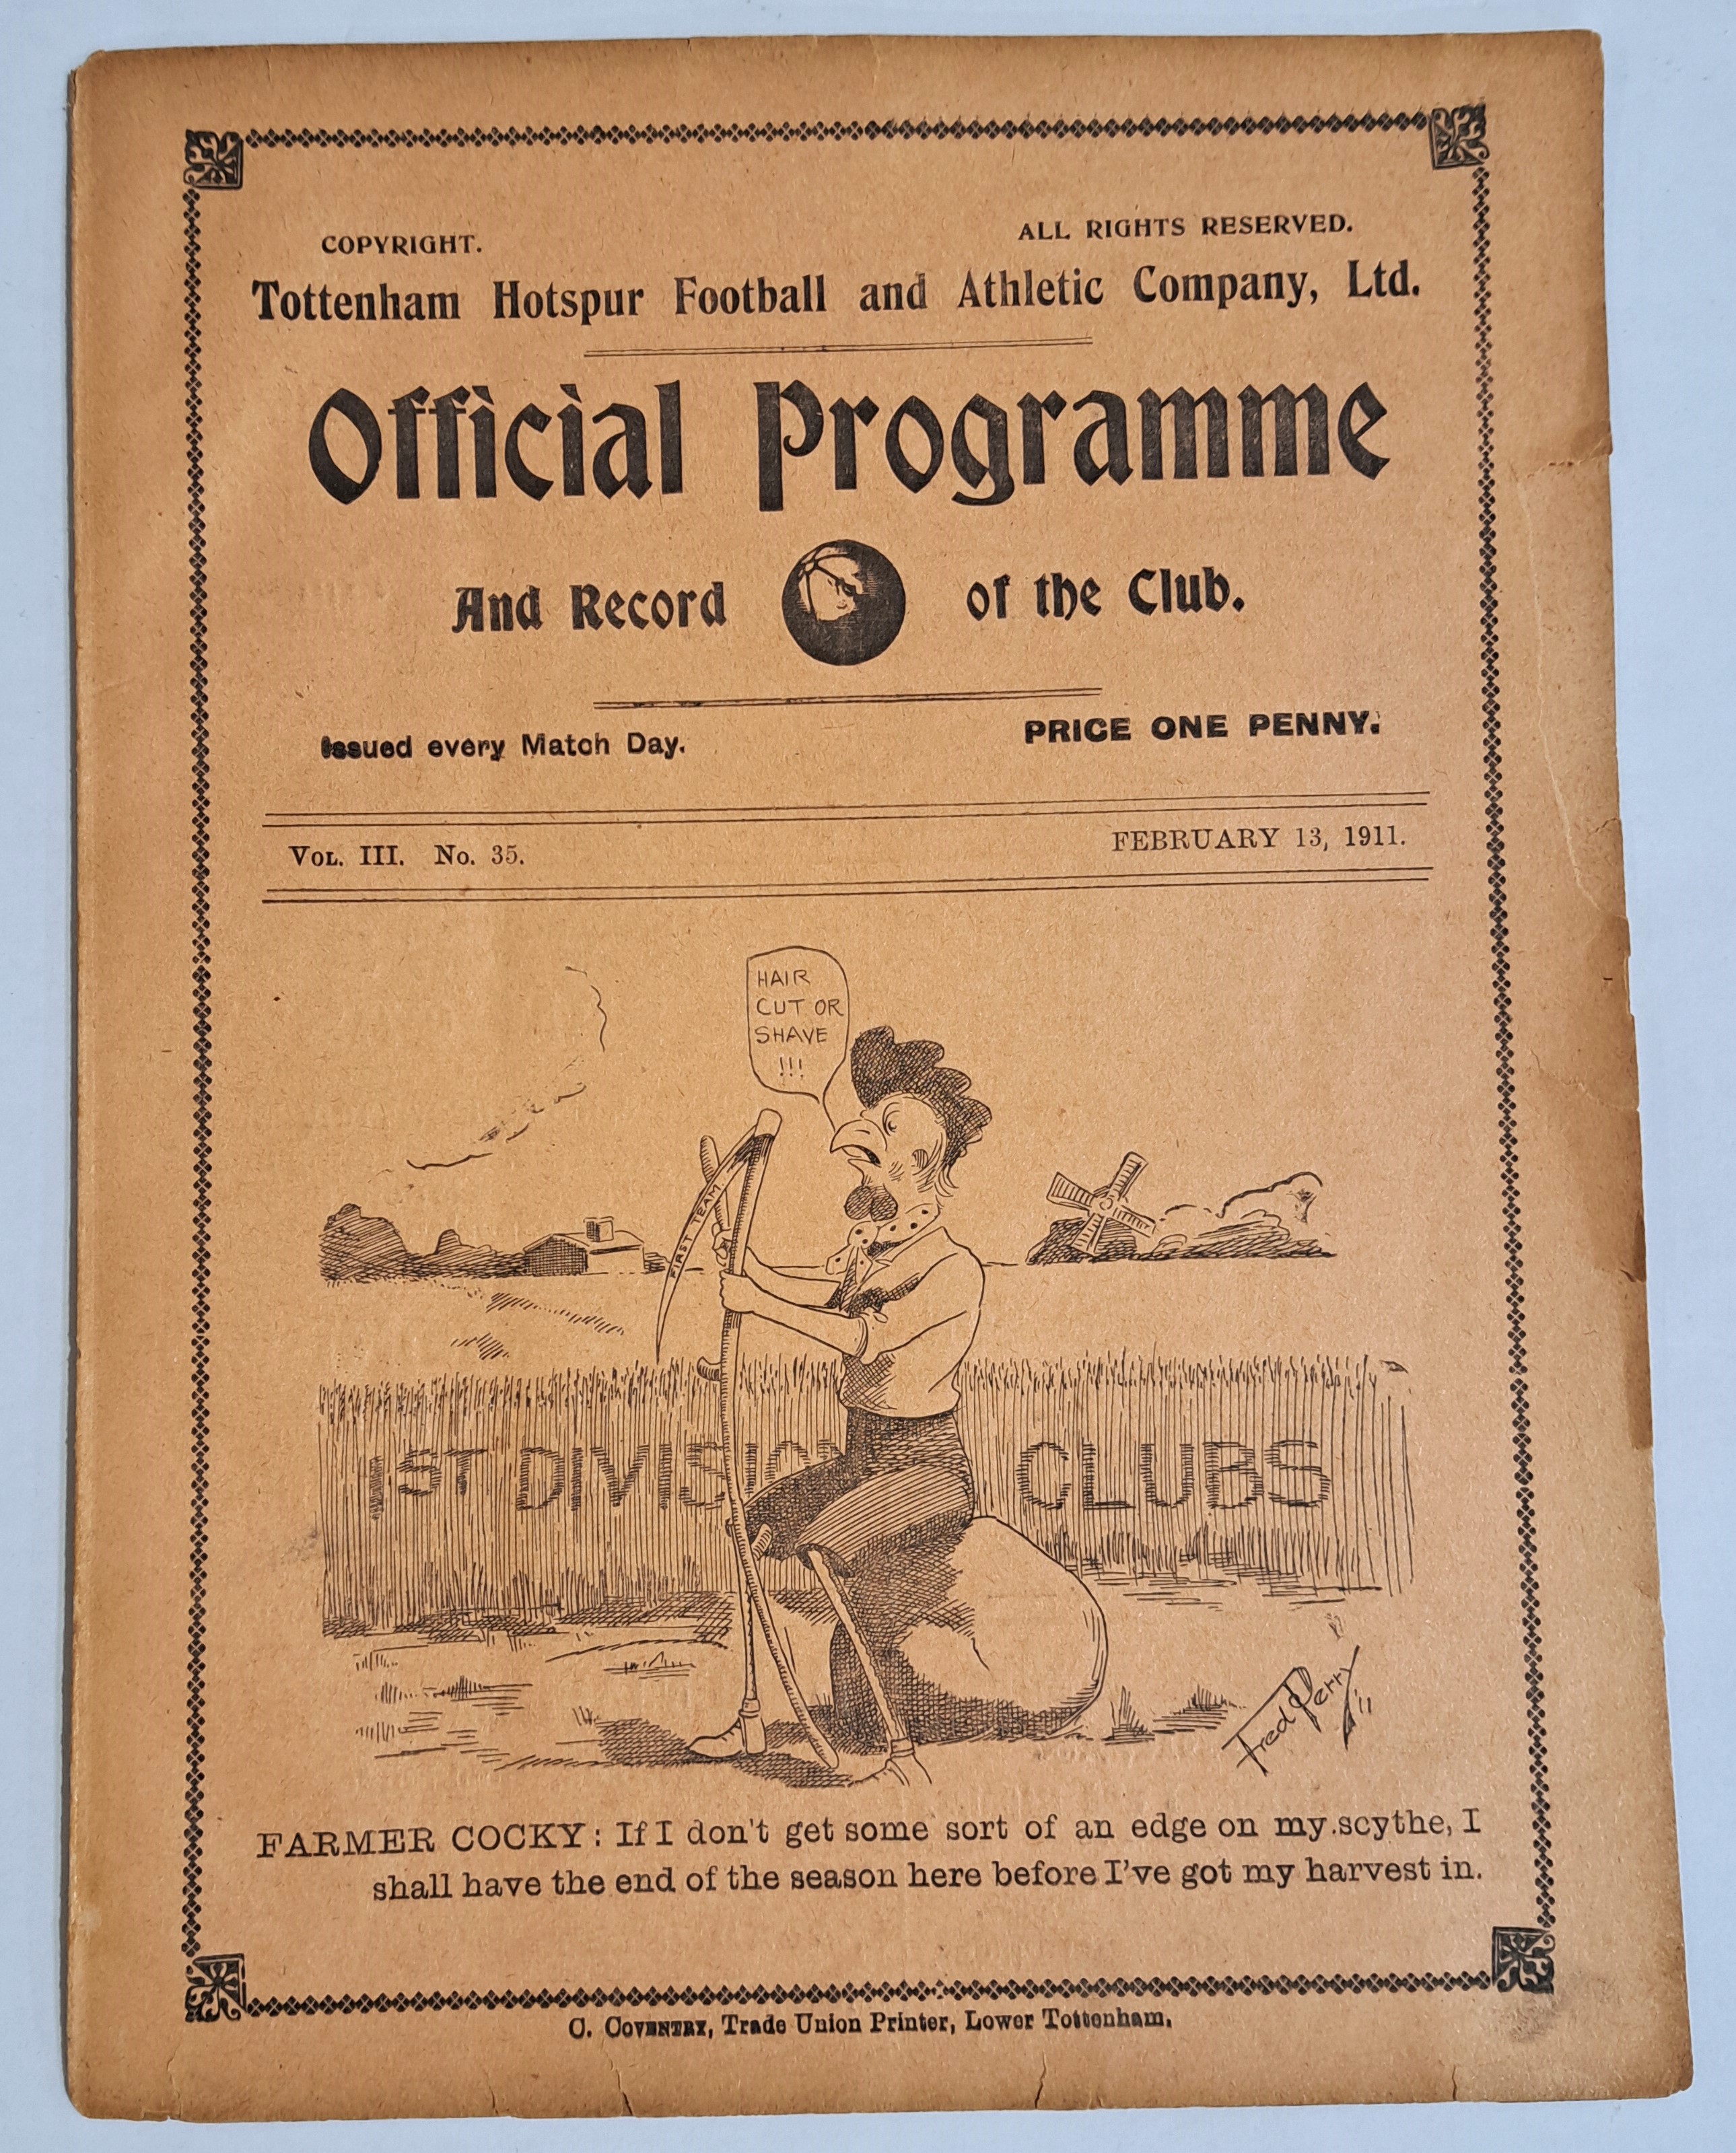 COPYRIGHT.
ALL RIGHTS RESERVED.
Tottenham Hotspur Football and Athletic Company, Ltd.
Official Programme
And Record of the Club.
Issued every Match Day.
PRICE ONE PENNY.
VOL. III. No. 35.
FEBRUARY 13, 1911.
HAIR
CUT OR
SHAVE
!!!
FIRST TEAM
1ST DIVISION CLUBS
Fred Perry '11
FARMER COCKY: If I don't get some sort of an edge on my scythe, I
shall have the end of the season here before I've got my harvest in.
C. COVENTRY, Trade Union Printer, Lower Tottenham.